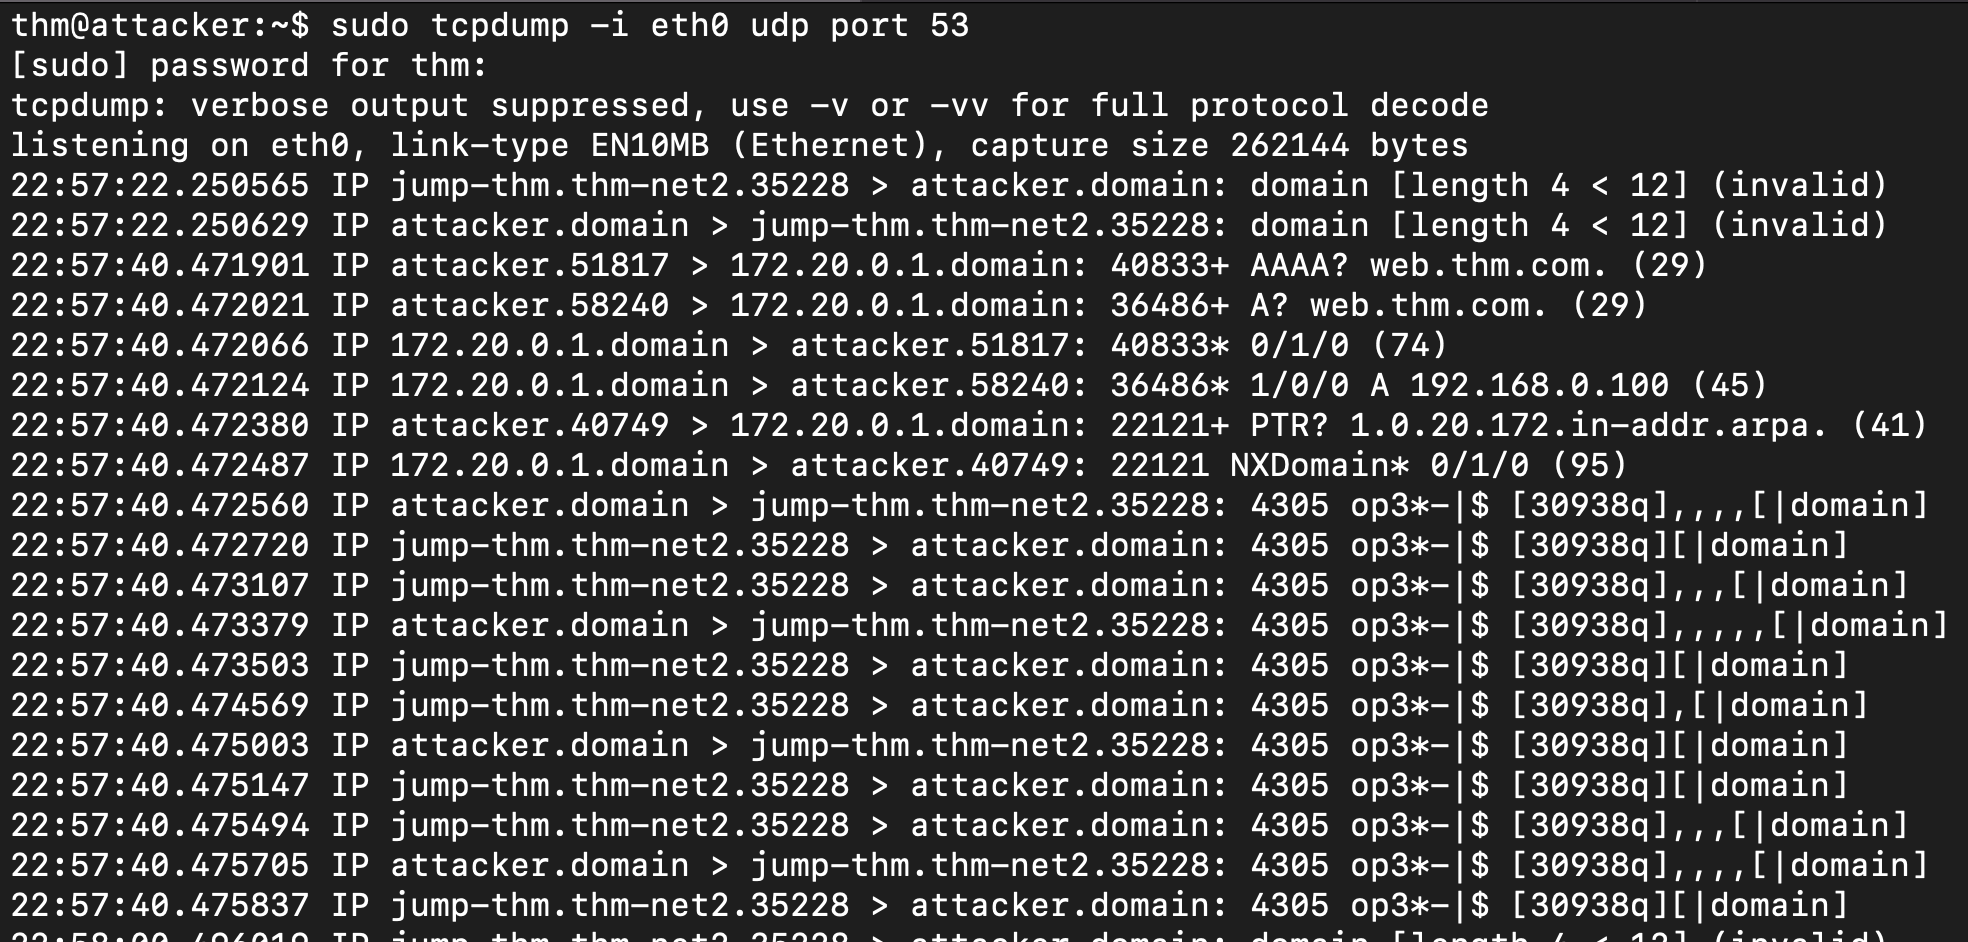 thm@attacker:~$ sudo tcpdump -i eth0 udp port 53
[sudo] password for thm:
tcpdump: verbose output suppressed, use -v or -vv for full protocol decode
listening on eth0, link-type EN10MB (Ethernet), capture size 262144 bytes
22:57:22.250565 IP jump-thm.thm-net2.35228 > attacker.domain: domain [length 4 < 12] (invalid)
22:57:22.250629 IP attacker.domain > jump-thm.thm-net2.35228: domain [length 4 < 12] (invalid)
22:57:40.471901 IP attacker.51817 > 172.20.0.1.domain: 40833+ AAAA? web.thm.com. (29)
22:57:40.472021 IP attacker.58240 > 172.20.0.1.domain: 36486+ A? web.thm.com. (29)
22:57:40.472066 IP 172.20.0.1.domain > attacker.51817: 40833* 0/1/0 (74)
22:57:40.472124 IP 172.20.0.1.domain > attacker.58240: 36486* 1/0/0 A 192.168.0.100 (45)
22:57:40.472380 IP attacker.40749 > 172.20.0.1.domain: 22121+ PTR? 1.0.20.172.in-addr.arpa. (41)
22:57:40.472487 IP 172.20.0.1.domain > attacker.40749: 22121 NXDomain* 0/1/0 (95)
22:57:40.472560 IP attacker.domain > jump-thm.thm-net2.35228: 4305 op3*-|$ [30938q],,,,[|domain]
22:57:40.472720 IP jump-thm.thm-net2.35228 > attacker.domain: 4305 op3*-|$ [30938q][|domain]
22:57:40.473107 IP jump-thm.thm-net2.35228 > attacker.domain: 4305 op3*-|$ [30938q],,,[|domain]
22:57:40.473379 IP attacker.domain > jump-thm.thm-net2.35228: 4305 op3*-|$ [30938q],,,,,[|domain]
22:57:40.473503 IP jump-thm.thm-net2.35228 > attacker.domain: 4305 op3*-|$ [30938q][|domain]
22:57:40.474569 IP jump-thm.thm-net2.35228 > attacker.domain: 4305 op3*-|$ [30938q],[|domain]
22:57:40.475003 IP attacker.domain > jump-thm.thm-net2.35228: 4305 op3*-|$ [30938q][|domain]
22:57:40.475147 IP jump-thm.thm-net2.35228 > attacker.domain: 4305 op3*-|$ [30938q][|domain]
22:57:40.475494 IP jump-thm.thm-net2.35228 > attacker.domain: 4305 op3*-|$ [30938q],,,[|domain]
22:57:40.475705 IP attacker.domain > jump-thm.thm-net2.35228: 4305 op3*-|$ [30938q],,,,[|domain]
22:57:40.475837 IP jump-thm.thm-net2.35228 > attacker.domain: 4305 op3*-|$ [30938q][|domain]